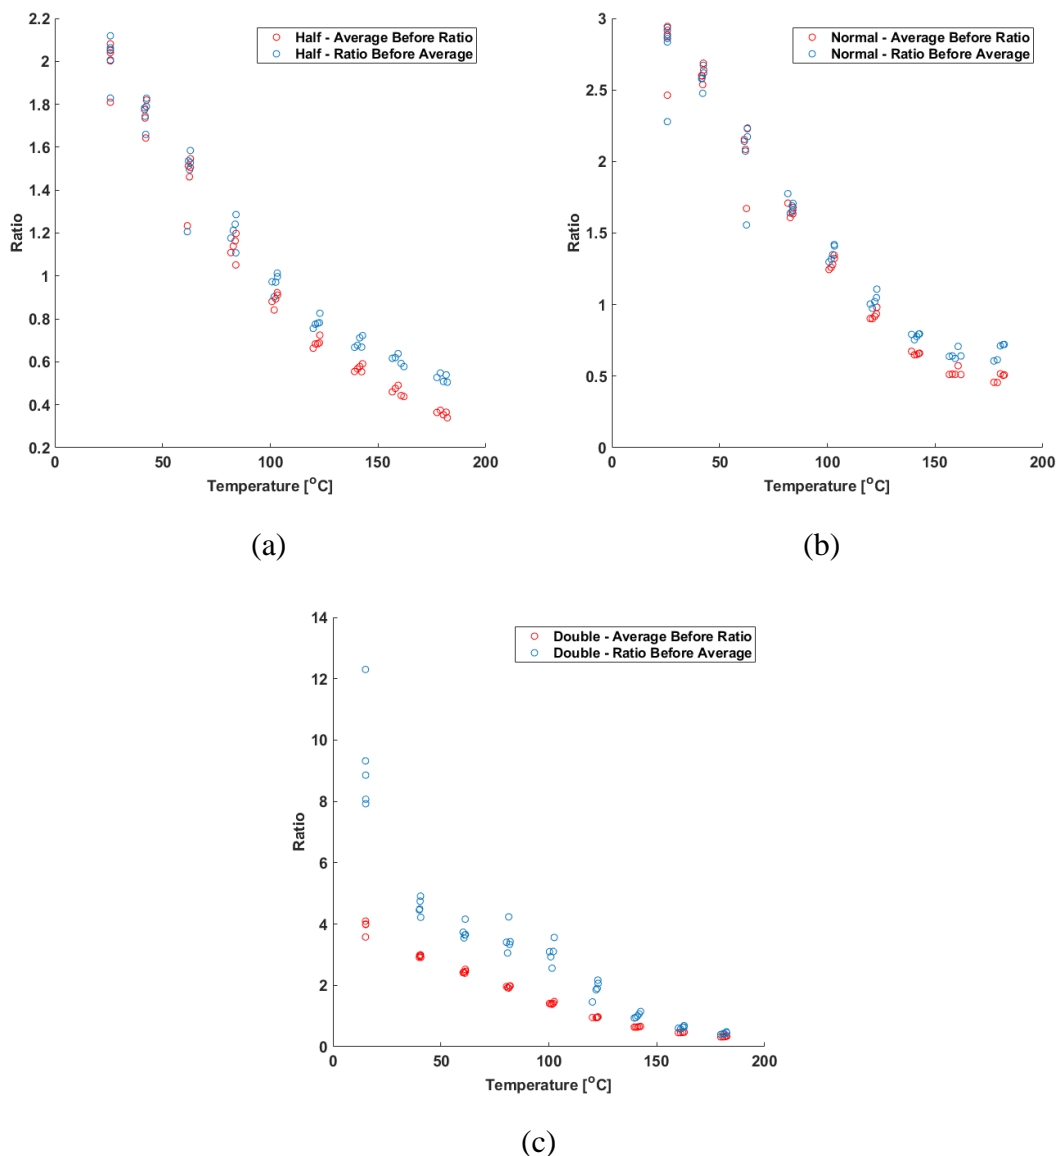 2.2
2
1.8
1.6
1.4
1.2
1
0.8
0.6
0.4
0.2
Ratio
0 50 100 150 200
Temperature [°C]
Half - Average Before Ratio
Half - Ratio Before Average
(a)
3
2.5
2
1.5
1
0.5
0
Ratio
0 50 100 150 200
Temperature [°C]
Normal - Average Before Ratio
Normal - Ratio Before Average
(b)
14
12
10
8
6
4
2
0
Ratio
0 50 100 150 200
Temperature [°C]
Double - Average Before Ratio
Double - Ratio Before Average
(c)